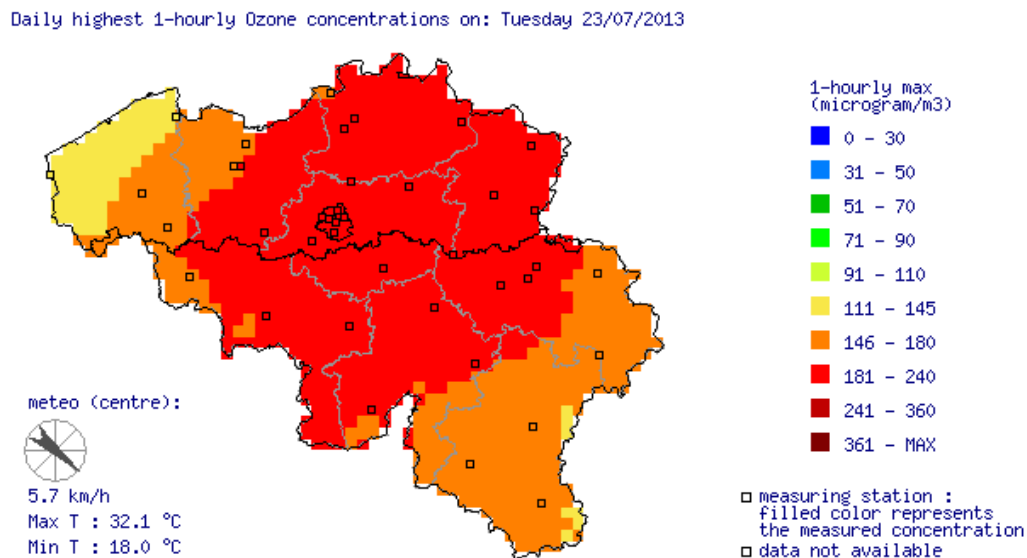 Daily highest 1-hourly Ozone concentrations on: Tuesday 23/07/2013
1-hourly max
(microgram/m3)
0 - 30
31 - 50
51 - 70
71 - 90
91 - 110
111 - 145
146 - 180
181 - 240
241 - 360
361 - MAX
meteo (centre):
5.7 km/h
Max T : 32.1 °C
Min T : 18.0 °C
measuring station :
filled color represents
the measured concentration
data not available